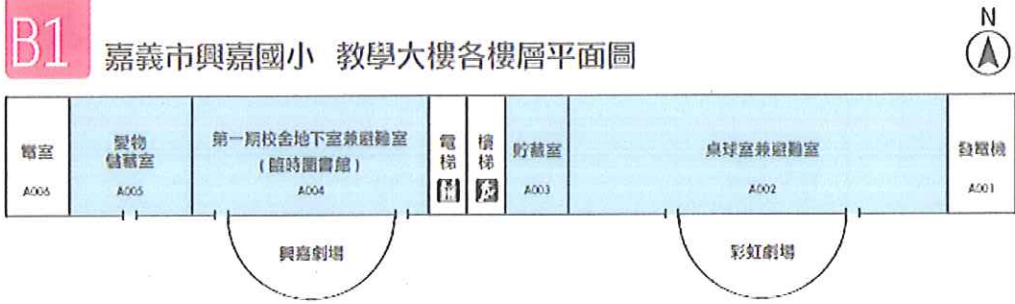 B1
嘉義市興嘉國小 教學大樓各樓層平面圖
N
電室
A006
愛物
儲藏室
A005
第一期校舍地下室兼避難室
(臨時圖書館)
A004
電梯
樓梯
貯藏室
A003
桌球室兼避難室
A002
發電機
A001
興嘉劇場
彩虹劇場